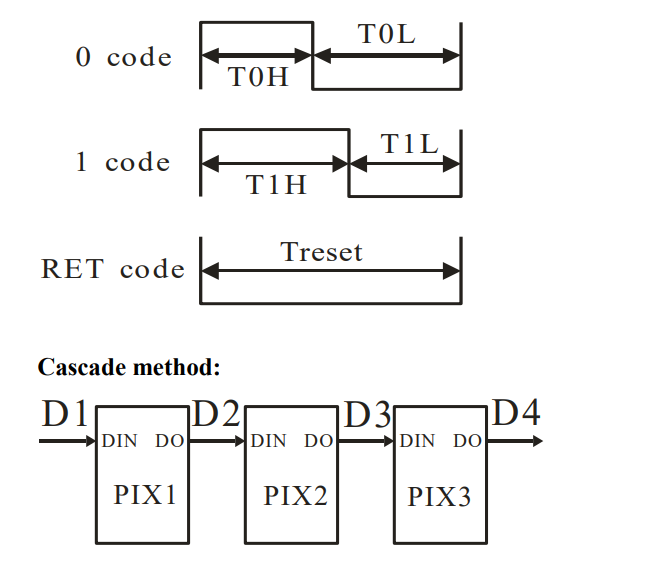 0 code T0H T0L
1 code T1H T1L
RET code Treset
Cascade method:
D1 D2 D3 D4
DIN DO DIN DO DIN DO
PIX1 PIX2 PIX3